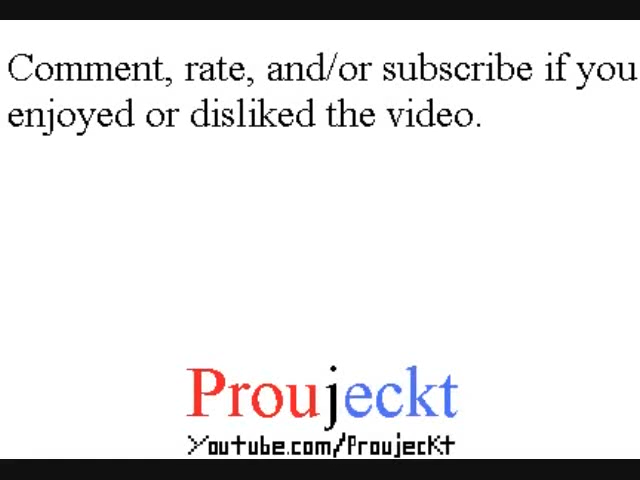 Comment, rate, and/or subscribe if you
enjoyed or disliked the video.
Proujeckt
Youtube.com/ProujecKt